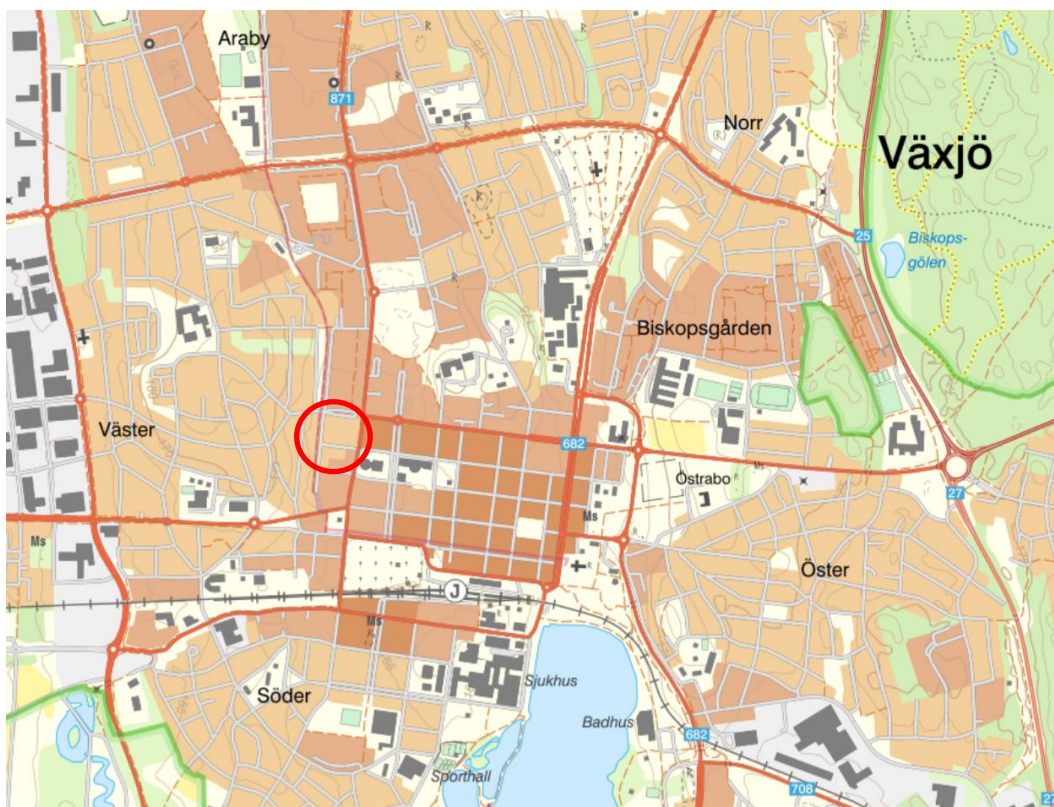 Araby
871
Norr
Växjö
25
Biskops-
gölen
Biskopsgården
Väster
682
Östrabo
Ms
27
Ms
Ms
Öster
J
Ms
Söder
Sjukhus
Badhus
682
Sporthall
708
27